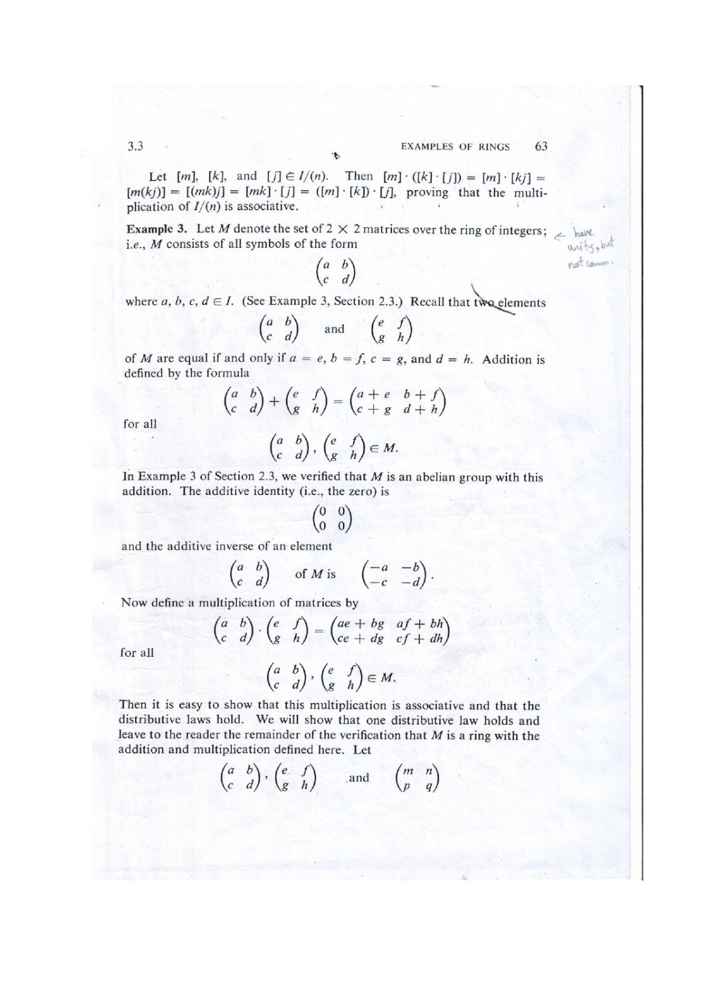 3.3 EXAMPLES OF RINGS 63
Let [m], [k], and [j] ∈ I/(n). Then [m] · ([k] · [j]) = [m] · [kj] =
[m(kj)] = [(mk)j] = [mk] · [j] = ([m] · [k]) · [j], proving that the multi-
plication of I/(n) is associative.
Example 3. Let M denote the set of 2 × 2 matrices over the ring of integers; ← have
i.e., M consists of all symbols of the form unity, but
not comm.
(a b
c d)
where a, b, c, d ∈ I. (See Example 3, Section 2.3.) Recall that two elements
(a b
c d) and (e f
g h)
of M are equal if and only if a = e, b = f, c = g, and d = h. Addition is
defined by the formula
(a b
c d) + (e f
g h) = (a + e b + f
c + g d + h)
for all
(a b
c d), (e f
g h) ∈ M.
In Example 3 of Section 2.3, we verified that M is an abelian group with this
addition. The additive identity (i.e., the zero) is
(0 0
0 0)
and the additive inverse of an element
(a b
c d) of M is (−a −b
−c −d).
Now define a multiplication of matrices by
(a b
c d) · (e f
g h) = (ae + bg af + bh
ce + dg cf + dh)
for all
(a b
c d), (e f
g h) ∈ M.
Then it is easy to show that this multiplication is associative and that the
distributive laws hold. We will show that one distributive law holds and
leave to the reader the remainder of the verification that M is a ring with the
addition and multiplication defined here. Let
(a b
c d), (e f
g h) and (m n
p q)